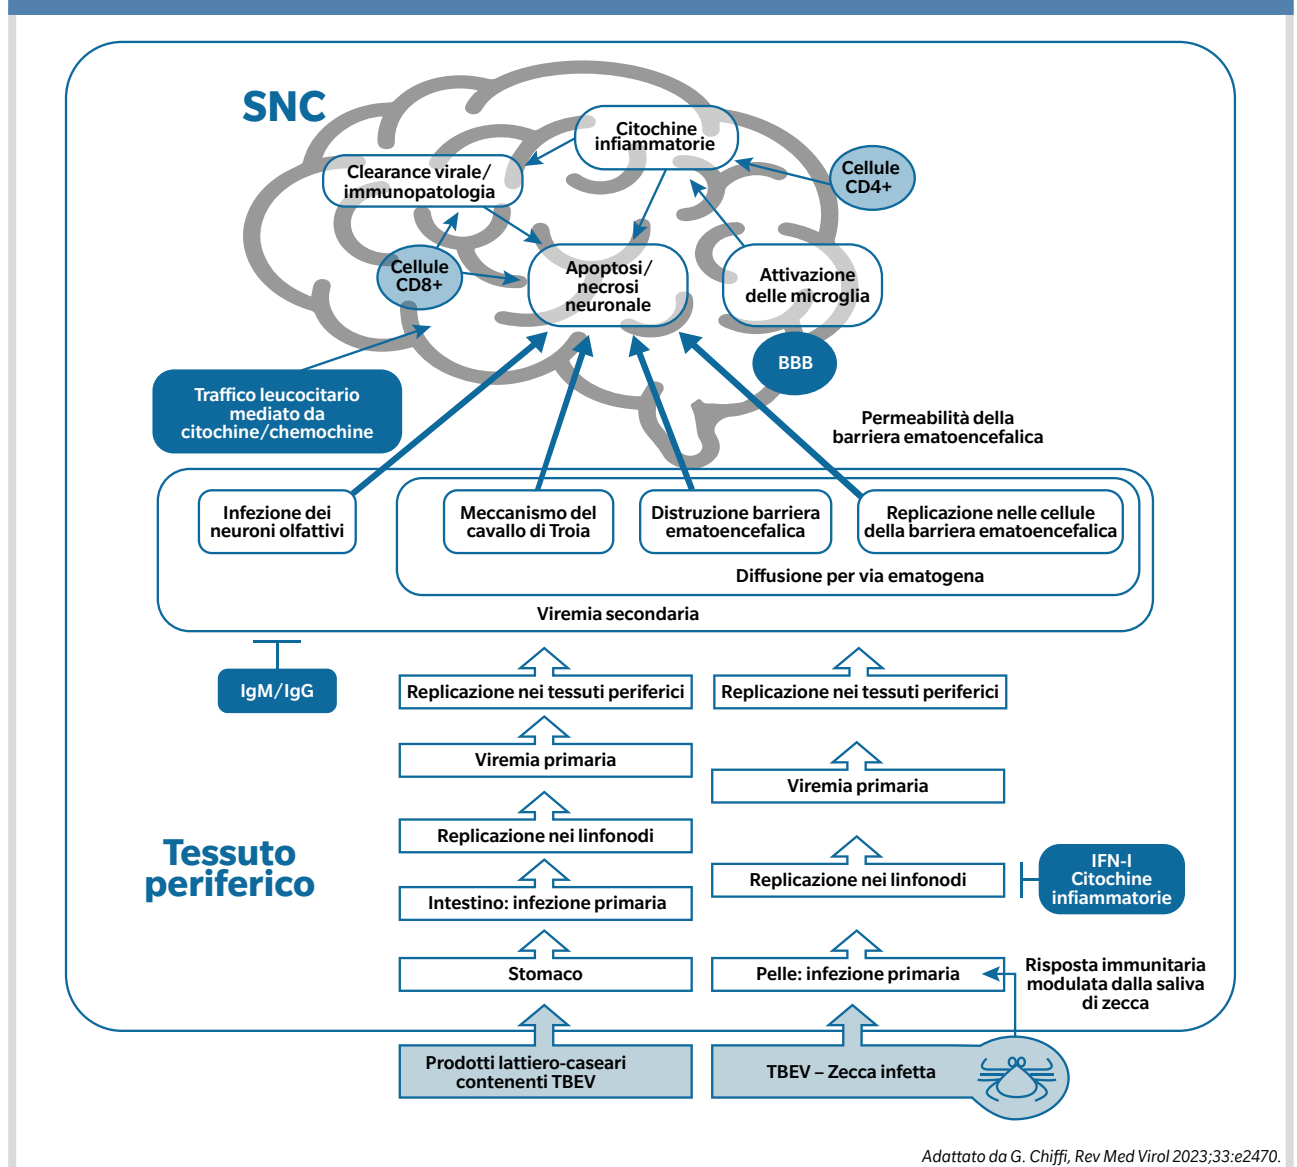 SNC
Citochine
infiammatorie
Clearance virale/
immunopatologia
Cellule
CD4+
Cellule
CD8+
Apoptosi/
necrosi
neuronale
Attivazione
delle microglia
BBB
Traffico leucocitario
mediato da
citochine/chemochine
Permeabilità della
barriera ematoencefalica
Infezione dei
neuroni olfattivi
Meccanismo del
cavallo di Troia
Distruzione barriera
ematoencefalica
Replicazione nelle cellule
della barriera ematoencefalica
Diffusione per via ematogena
Viremia secondaria
IgM/IgG
Replicazione nei tessuti periferici
Replicazione nei tessuti periferici
Viremia primaria
Viremia primaria
Replicazione nei linfonodi
Tessuto
periferico
Replicazione nei linfonodi
IFN-I
Citochine
infiammatorie
Intestino: infezione primaria
Stomaco
Pelle: infezione primaria
Risposta immunitaria
modulata dalla saliva
di zecca
Prodotti lattiero-caseari
contenenti TBEV
TBEV – Zecca infetta
Adattato da G. Chiffi, Rev Med Virol 2023;33:e2470.